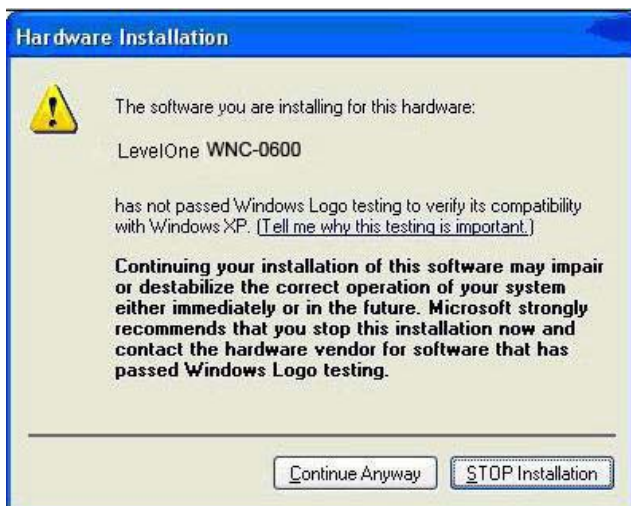 Hardware Installation
The software you are installing for this hardware:
LevelOne WNC-0600
has not passed Windows Logo testing to verify its compatibility
with Windows XP. (Tell me why this testing is important.)
Continuing your installation of this software may impair
or destabilize the correct operation of your system
either immediately or in the future. Microsoft strongly
recommends that you stop this installation now and
contact the hardware vendor for software that has
passed Windows Logo testing.
Continue Anyway
STOP Installation